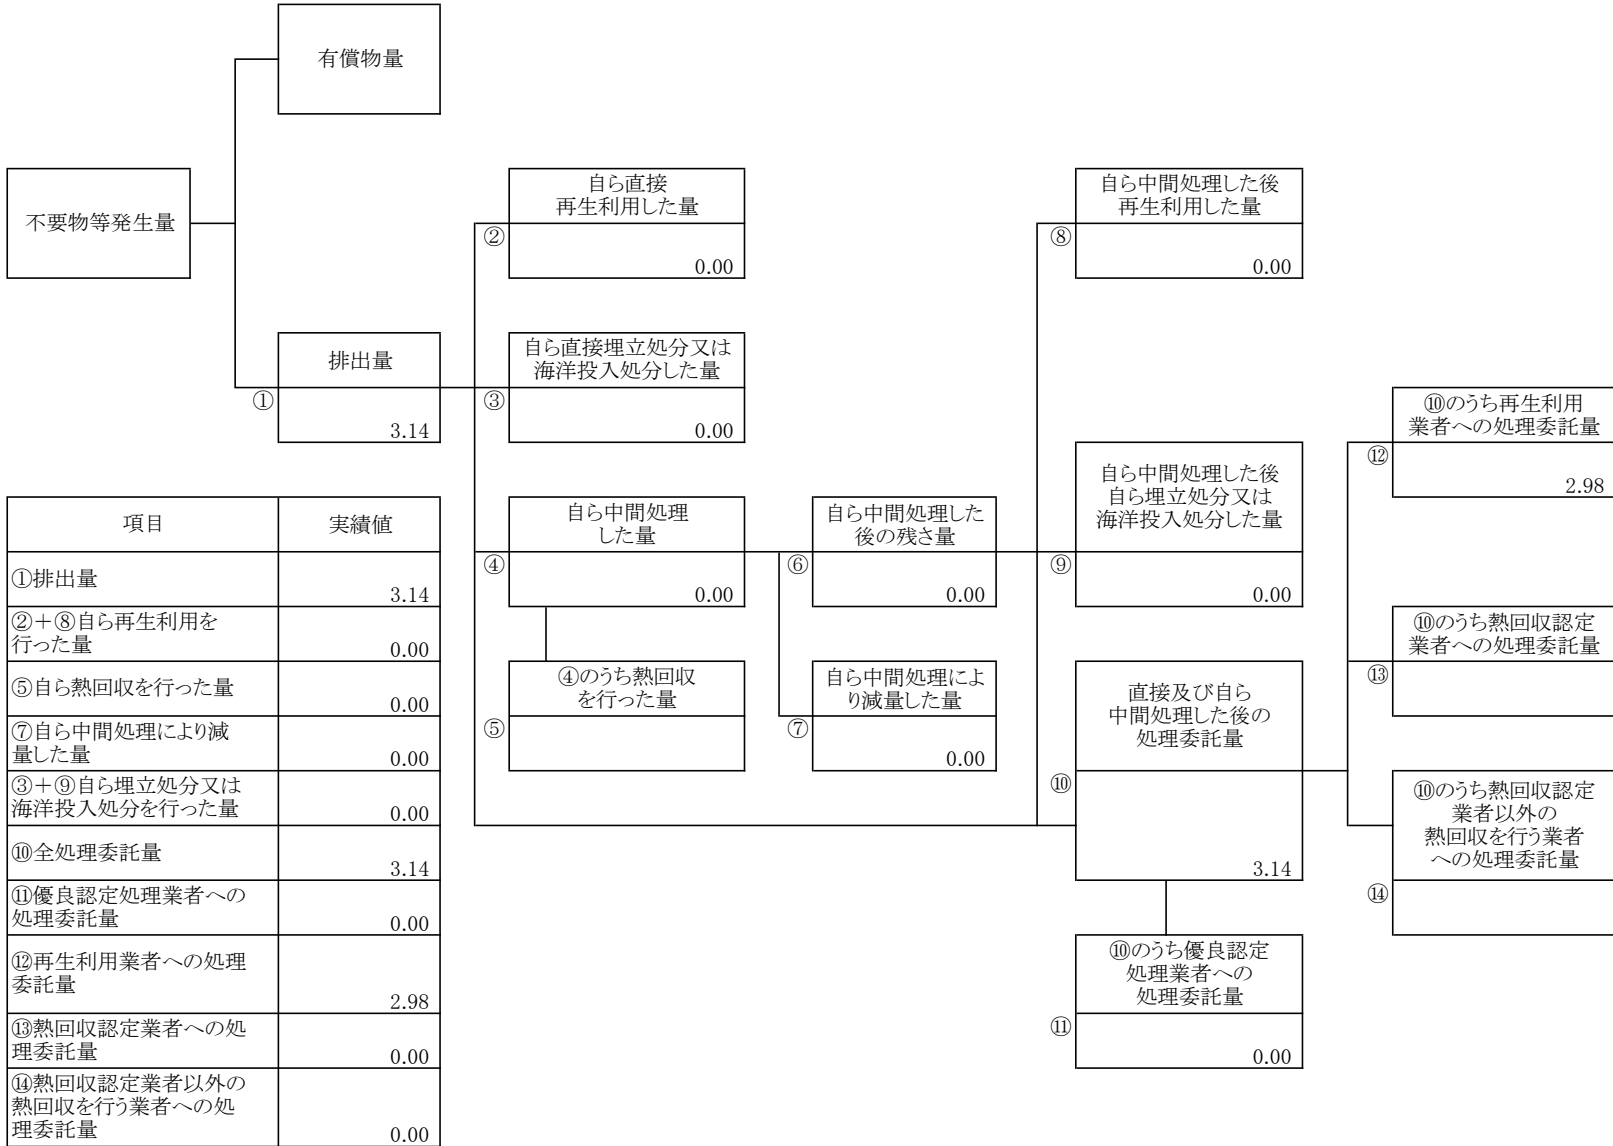 有償物量
不要物等発生量
自ら直接
再生利用した量
②
0.00
自ら中間処理した後
再生利用した量
⑧
0.00
排出量
①
3.14
自ら直接埋立処分又は
海洋投入処分した量
③
0.00
⑩のうち再生利用
業者への処理委託量
⑫
2.98
自ら中間処理
した量
④
0.00
自ら中間処理した
後の残さ量
⑥
0.00
自ら中間処理した後
自ら埋立処分又は
海洋投入処分した量
⑨
0.00
⑩のうち熱回収認定
業者への処理委託量
⑬
④のうち熱回収
を行った量
⑤
自ら中間処理によ
り減量した量
⑦
0.00
直接及び自ら
中間処理した後の
処理委託量
⑩
3.14
⑩のうち熱回収認定
業者以外の
熱回収を行う業者
への処理委託量
⑭
⑩のうち優良認定
処理業者への
処理委託量
⑪
0.00
項目 実績値
①排出量
3.14
②+⑧自ら再生利用を
行った量
0.00
⑤自ら熱回収を行った量
0.00
⑦自ら中間処理により減
量した量
0.00
③+⑨自ら埋立処分又は
海洋投入処分を行った量
0.00
⑩全処理委託量
3.14
⑪優良認定処理業者への
処理委託量
0.00
⑫再生利用業者への処理
委託量
2.98
⑬熱回収認定業者への処
理委託量
0.00
⑭熱回収認定業者以外の
熱回収を行う業者への処
理委託量
0.00